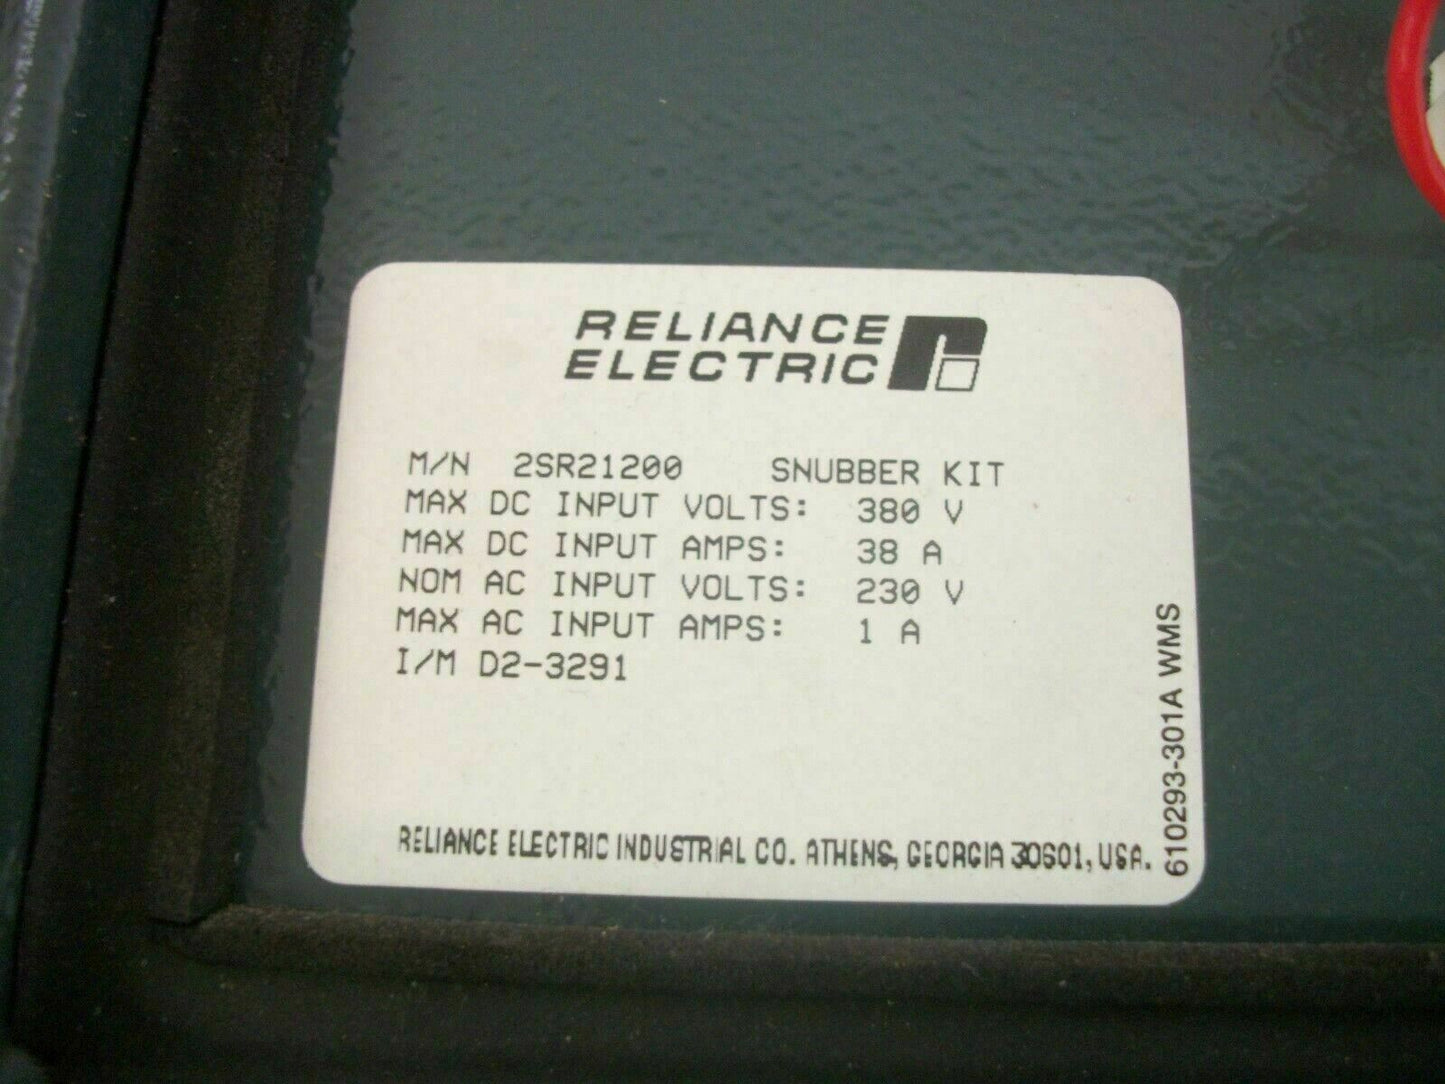 RELIANCE
ELECTRIC
M/N 2SR21200 SNUBBER KIT
MAX DC INPUT VOLTS: 380 V
MAX DC INPUT AMPS: 38 A
NOM AC INPUT VOLTS: 230 V
MAX AC INPUT AMPS: 1 A
I/M D2-3291
RELIANCE ELECTRIC INDUSTRIAL CO. ATHENS, GEORGIA 30601, USA.
610293-301A WMS